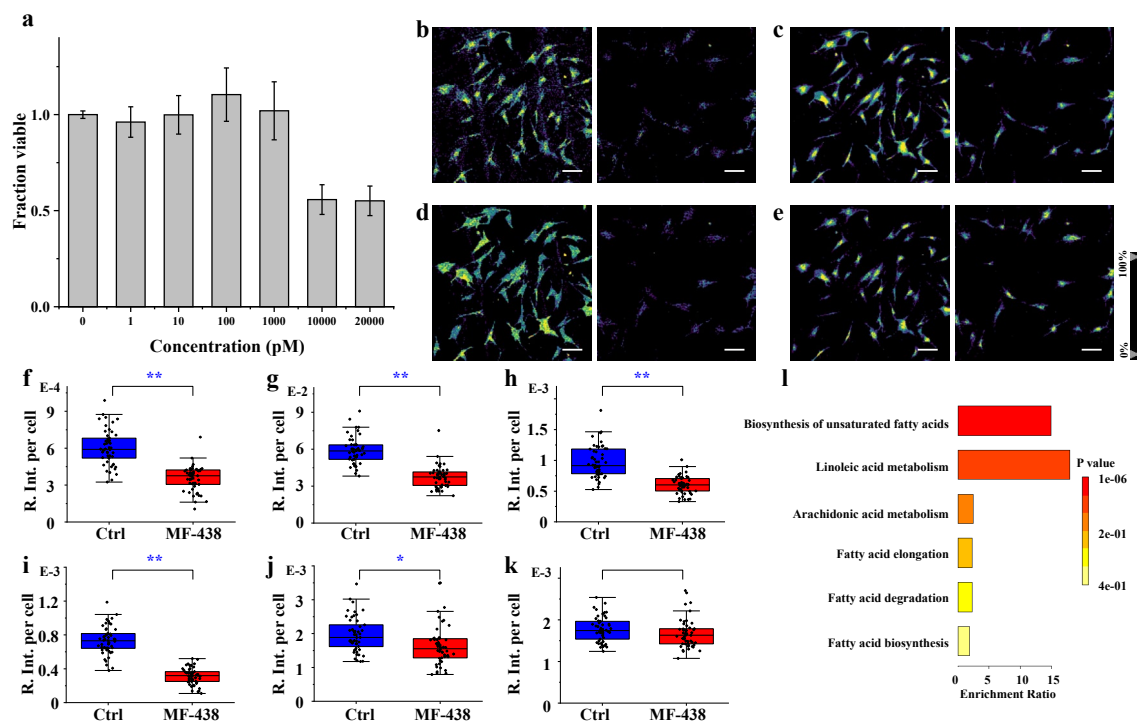 a
Fraction viable
1.0
0.5
0.0
0 1 10 100 1000 10000 20000
Concentration (pM)
b
c
d
e
100%
0%
f
E-4
R. Int. per cell
9
6
3
0
**
Ctrl MF-438
g
E-2
R. Int. per cell
9
6
3
0
**
Ctrl MF-438
h
E-3
R. Int. per cell
2
1.5
1
0.5
0
**
Ctrl MF-438
i
E-3
R. Int. per cell
1.2
0.8
0.4
0
**
Ctrl MF-438
j
E-3
R. Int. per cell
4
3
2
1
0
*
Ctrl MF-438
k
E-3
R. Int. per cell
3
2
1
0
Ctrl MF-438
l
Biosynthesis of unsaturated fatty acids
Linoleic acid metabolism
Arachidonic acid metabolism
Fatty acid elongation
Fatty acid degradation
Fatty acid biosynthesis
0 5 10 15
Enrichment Ratio
P value
1e-06
2e-01
4e-01